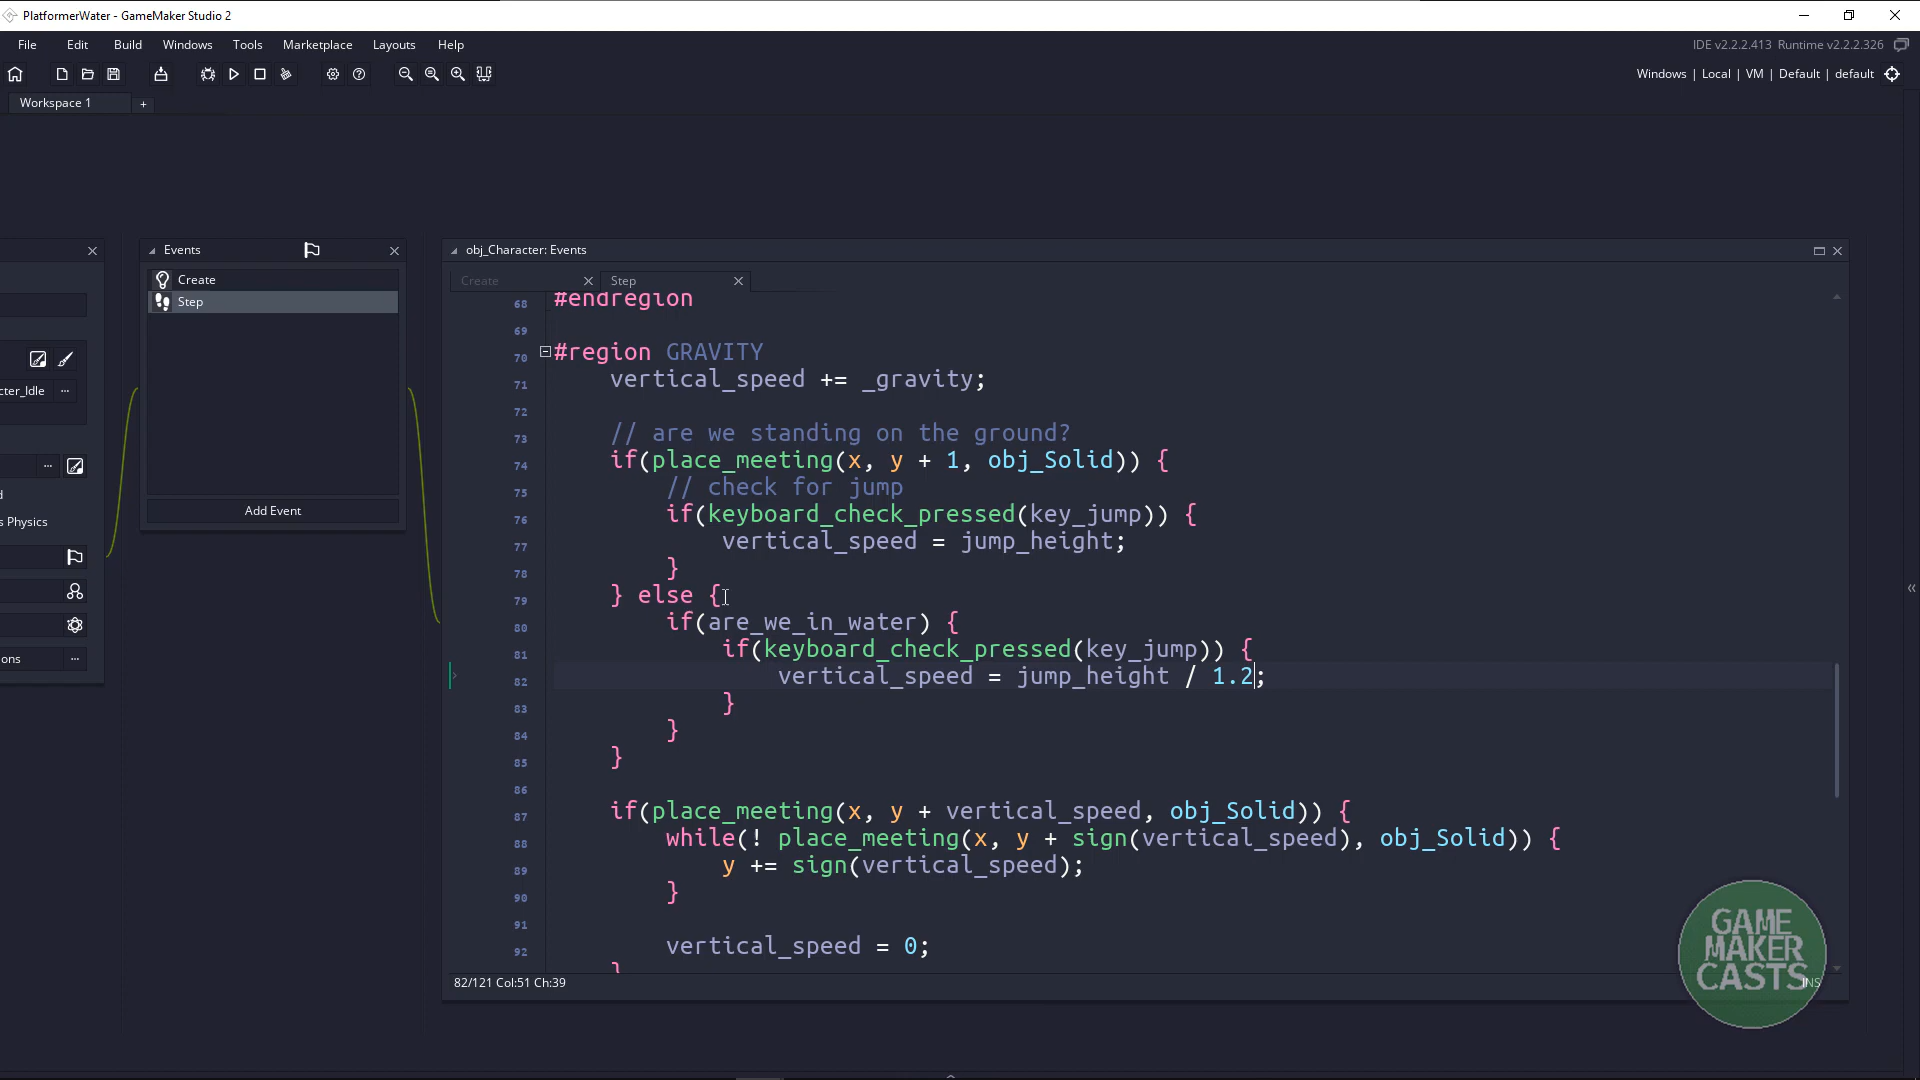 PlatformerWater - GameMaker Studio 2
File Edit Build Windows Tools Marketplace Layouts Help
IDE v2.2.2.413 Runtime v2.2.2.326
Windows | Local | VM | Default | default
Workspace 1 +
Events
Create
Step
Add Event
cter_Idle ...
...
d
s Physics
ons ...
obj_Character: Events
Create Step
68 #endregion
69
70 #region GRAVITY
71 vertical_speed += _gravity;
72
73 // are we standing on the ground?
74 if(place_meeting(x, y + 1, obj_Solid)) {
75 // check for jump
76 if(keyboard_check_pressed(key_jump)) {
77 vertical_speed = jump_height;
78 }
79 } else {
80 if(are_we_in_water) {
81 if(keyboard_check_pressed(key_jump)) {
82 vertical_speed = jump_height / 1.2;
83 }
84 }
85 }
86
87 if(place_meeting(x, y + vertical_speed, obj_Solid)) {
88 while(! place_meeting(x, y + sign(vertical_speed), obj_Solid)) {
89 y += sign(vertical_speed);
90 }
91
92 vertical_speed = 0;
}
82/121 Col:51 Ch:39
INS
GAME
MAKER
CASTS